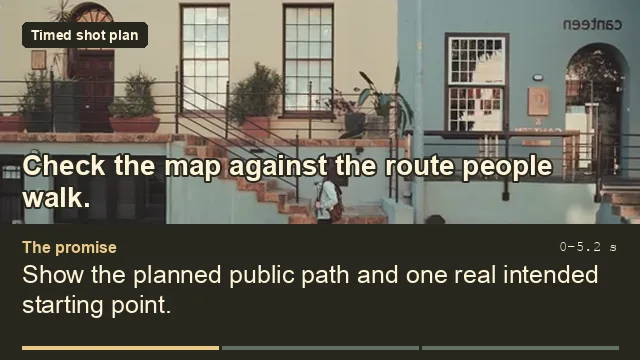 Timed shot plan
canteen
Check the map against the route people
walk.
The promise
0–5.2 s
Show the planned public path and one real intended
starting point.